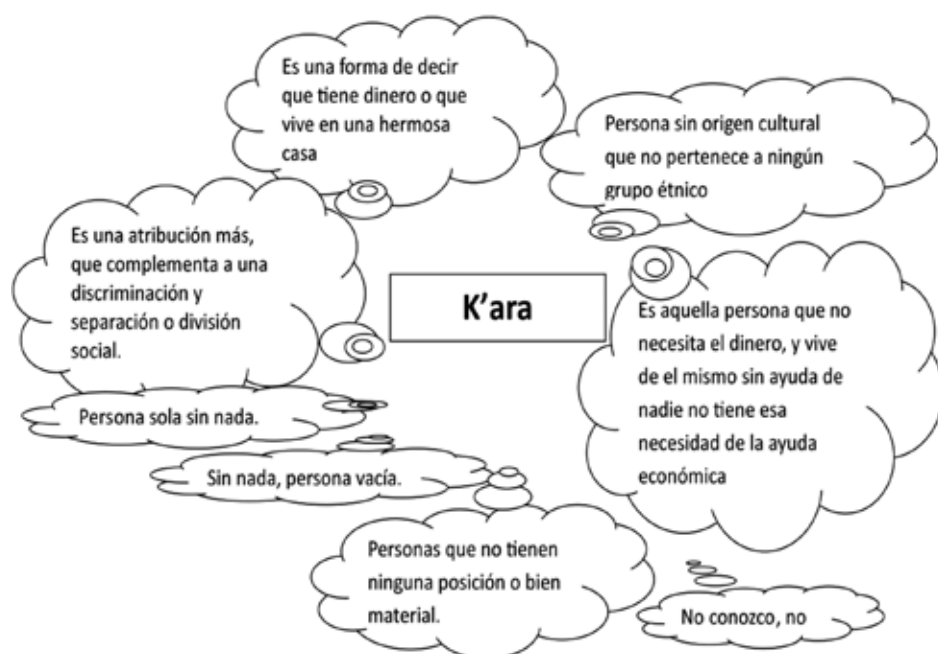 Es una forma de decir
que tiene dinero o que
vive en una hermosa
casa
Persona sin origen cultural
que no pertenece a ningún
grupo étnico
Es una atribución más,
que complementa a una
discriminación y
separación o división
social.
K’ara
Es aquella persona que no
necesita el dinero, y vive
de el mismo sin ayuda de
nadie no tiene esa
necesidad de la ayuda
económica
Persona sola sin nada.
Sin nada, persona vacía.
Personas que no tienen
ninguna posición o bien
material.
No conozco, no